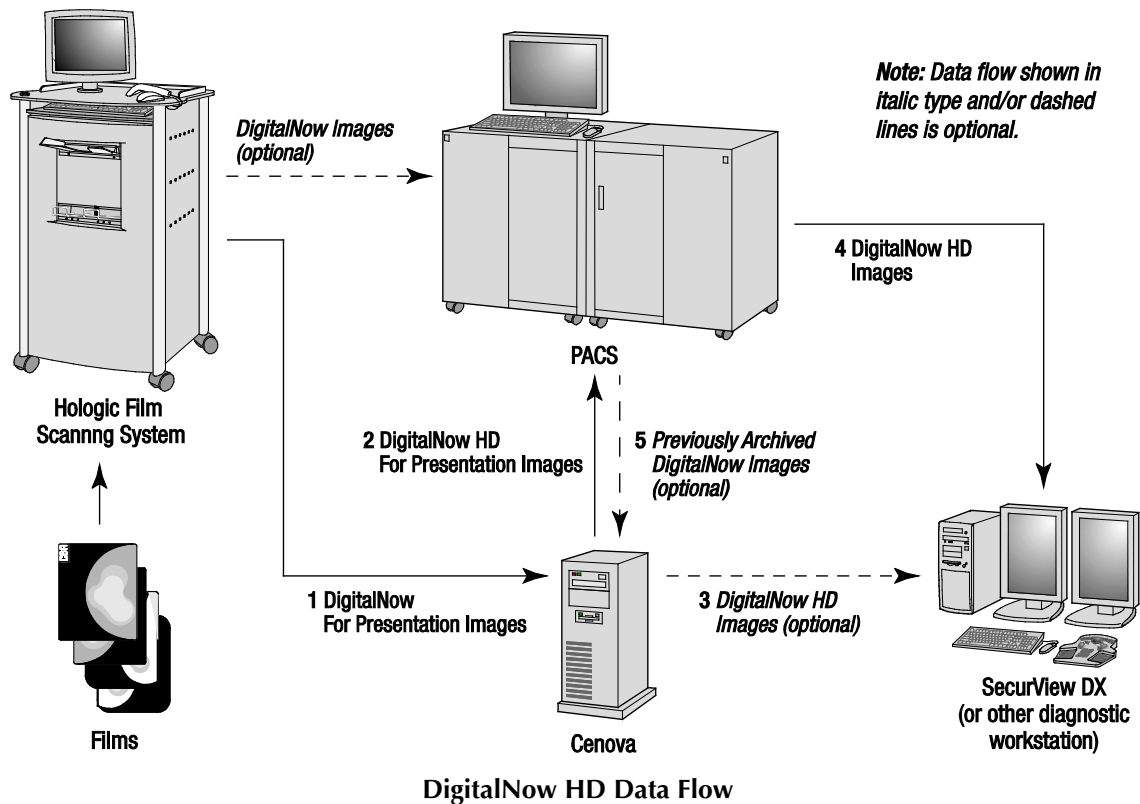 Note: Data flow shown in
italic type and/or dashed
lines is optional.
DigitalNow Images
(optional)
4 DigitalNow HD
Images
PACS
Hologic Film
Scannng System
2 DigitalNow HD
For Presentation Images
5 Previously Archived
DigitalNow Images
(optional)
1 DigitalNow
For Presentation Images
3 DigitalNow HD
Images (optional)
Films
Cenova
SecurView DX
(or other diagnostic
workstation)
DigitalNow HD Data Flow